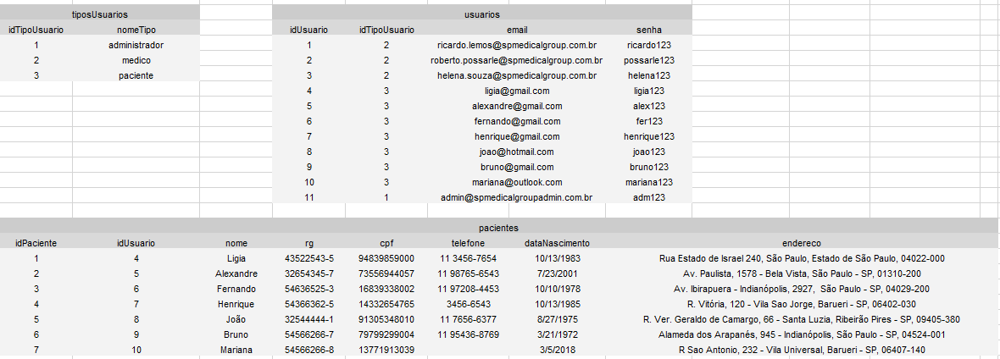 tiposUsuarios
idTipoUsuario nomeTipo
1 administrador
2 medico
3 paciente
usuarios
idUsuario idTipoUsuario email senha
1 2 ricardo.lemos@spmedicalgroup.com.br ricardo123
2 2 roberto.possarle@spmedicalgroup.com.br possarle123
3 2 helena.souza@spmedicalgroup.com.br helena123
4 3 ligia@gmail.com ligia123
5 3 alexandre@gmail.com alex123
6 3 fernando@gmail.com fer123
7 3 henrique@gmail.com henrique123
8 3 joao@hotmail.com joao123
9 3 bruno@gmail.com bruno123
10 3 mariana@outlook.com mariana123
11 1 admin@spmedicalgroupadmin.com.br adm123
pacientes
idPaciente idUsuario nome rg cpf telefone dataNascimento endereco
1 4 Ligia 43522543-5 94839859000 11 3456-7654 10/13/1983 Rua Estado de Israel 240, São Paulo, Estado de São Paulo, 04022-000
2 5 Alexandre 32654345-7 73556944057 11 98765-6543 7/23/2001 Av. Paulista, 1578 - Bela Vista, São Paulo - SP, 01310-200
3 6 Fernando 54636525-3 16839338002 11 97208-4453 10/10/1978 Av. Ibirapuera - Indianópolis, 2927, São Paulo - SP, 04029-200
4 7 Henrique 54366362-5 14332654765 3456-6543 10/13/1985 R. Vitória, 120 - Vila Sao Jorge, Barueri - SP, 06402-030
5 8 João 32544444-1 91305348010 11 7656-6377 8/27/1975 R. Ver. Geraldo de Camargo, 66 - Santa Luzia, Ribeirão Pires - SP, 09405-380
6 9 Bruno 54566266-7 79799299004 11 95436-8769 3/21/1972 Alameda dos Arapanés, 945 - Indianópolis, São Paulo - SP, 04524-001
7 10 Mariana 54566266-8 13771913039 3/5/2018 R Sao Antonio, 232 - Vila Universal, Barueri - SP, 06407-140